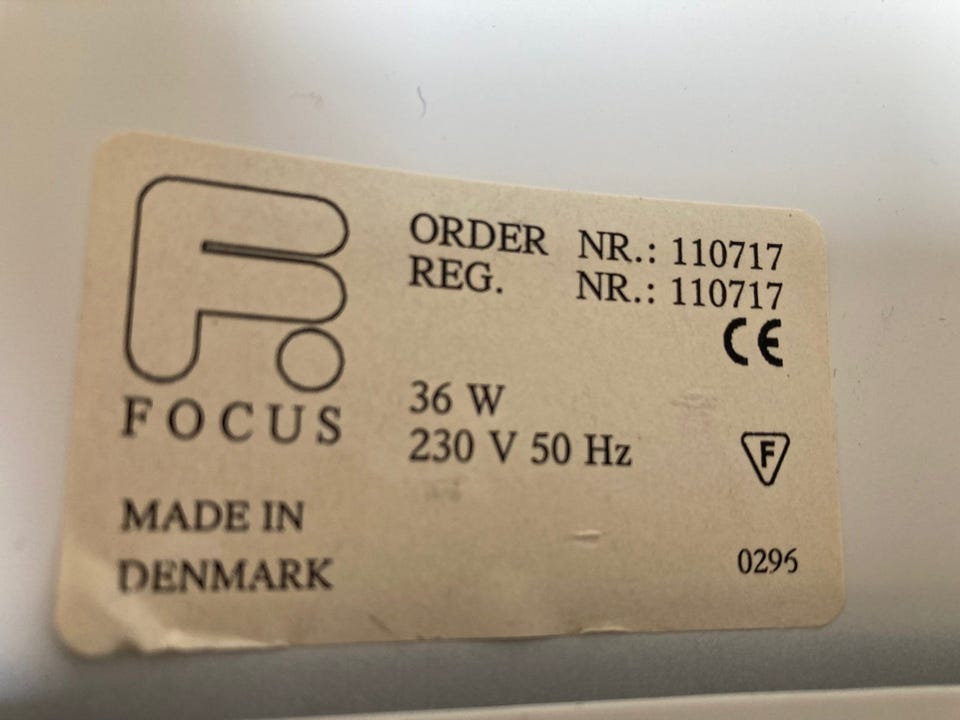 F.
FOCUS
ORDER NR.: 110717
REG. NR.: 110717
CE
36 W
230 V 50 Hz
F
MADE IN
DENMARK
0296